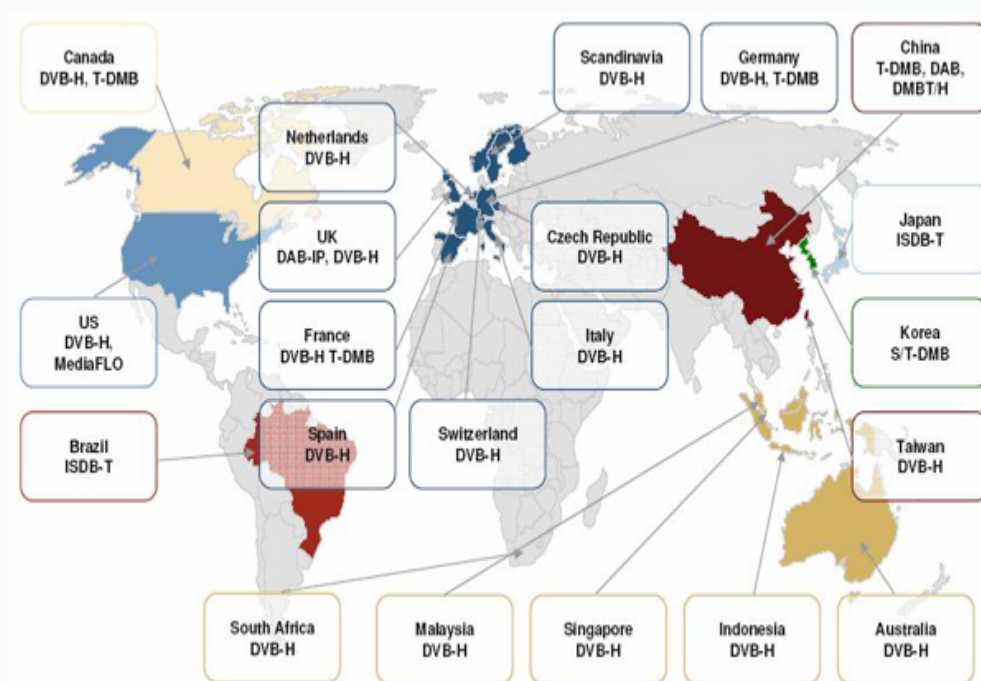 Canada
DVB-H, T-DMB
Scandinavia
DVB-H
Germany
DVB-H, T-DMB
China
T-DMB, DAB,
DMBT/H
Netherlands
DVB-H
UK
DAB-IP, DVB-H
Czech Republic
DVB-H
Japan
ISDB-T
US
DVB-H,
MediaFLO
France
DVB-H T-DMB
Italy
DVB-H
Korea
S/T-DMB
Brazil
ISDB-T
Spain
DVB-H
Switzerland
DVB-H
Taiwan
DVB-H
South Africa
DVB-H
Malaysia
DVB-H
Singapore
DVB-H
Indonesia
DVB-H
Australia
DVB-H